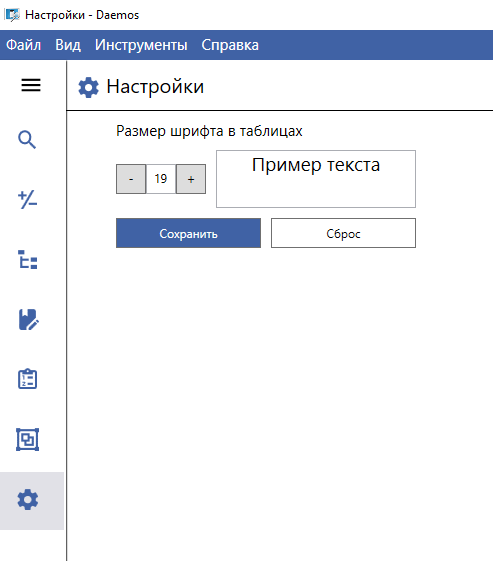 Настройки - Daemos
Файл Вид Инструменты Справка
Настройки
Размер шрифта в таблицах
- 19 +
Пример текста
Сохранить Сброс